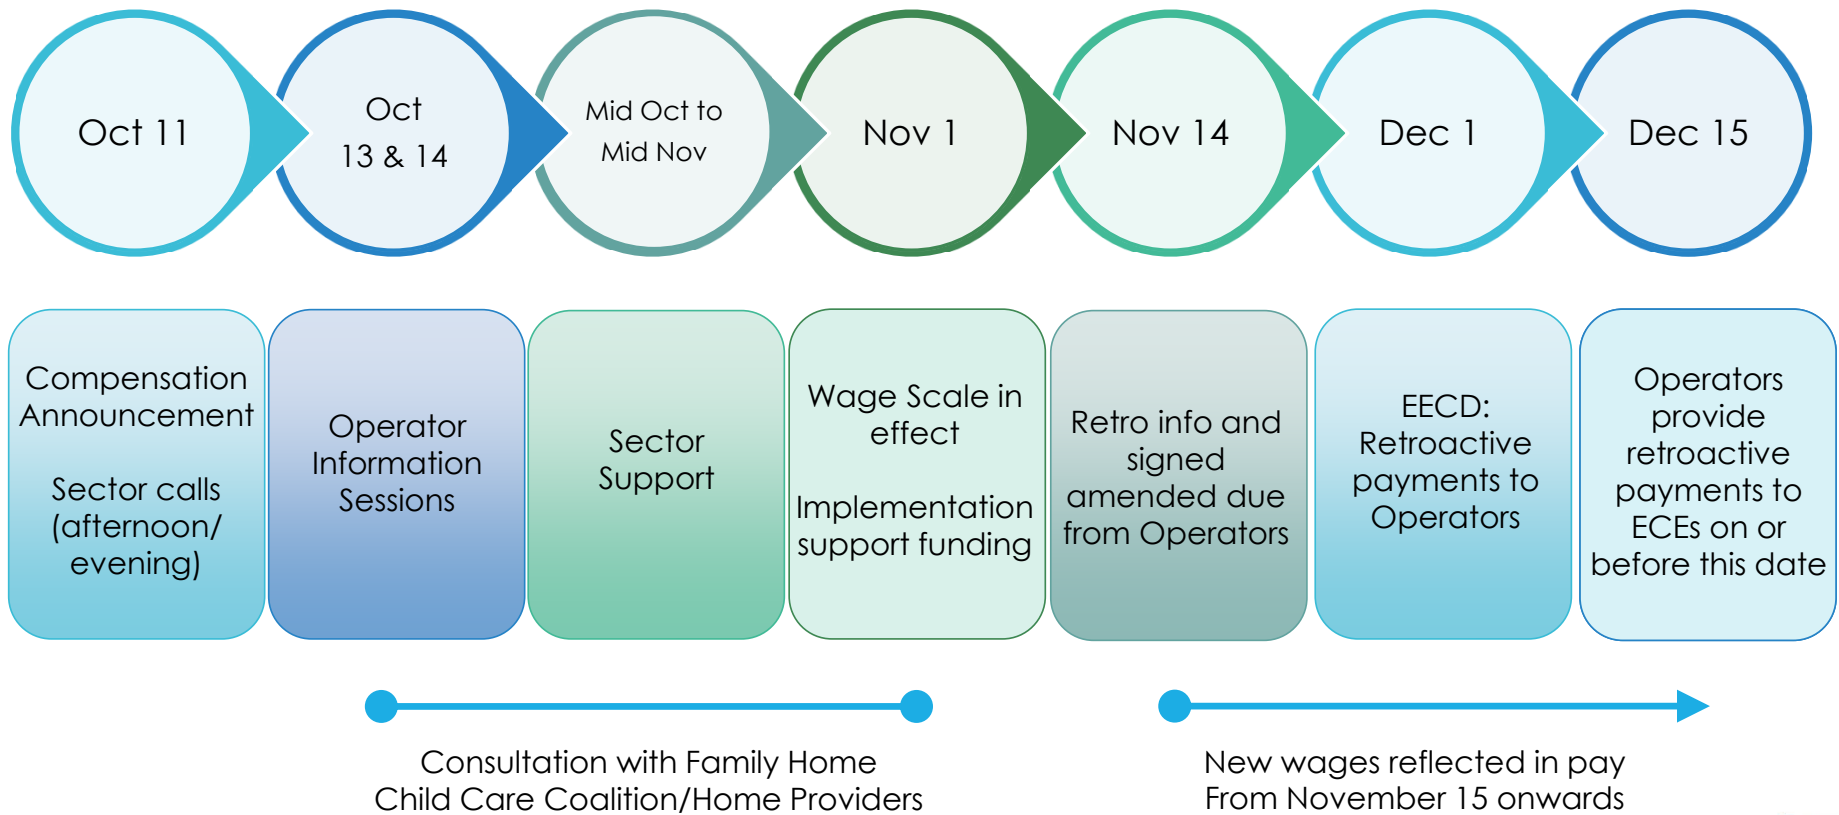 Oct 11
Oct
13 & 14
Mid Oct to
Mid Nov
Nov 1
Nov 14
Dec 1
Dec 15
Compensation
Announcement
Sector calls
(afternoon/
evening)
Operator
Information
Sessions
Sector
Support
Wage Scale in
effect
Implementation
support funding
Retro info and
signed
amended due
from Operators
EECD:
Retroactive
payments to
Operators
Operators
provide
retroactive
payments to
ECEs on or
before this date
Consultation with Family Home
Child Care Coalition/Home Providers
New wages reflected in pay
From November 15 onwards